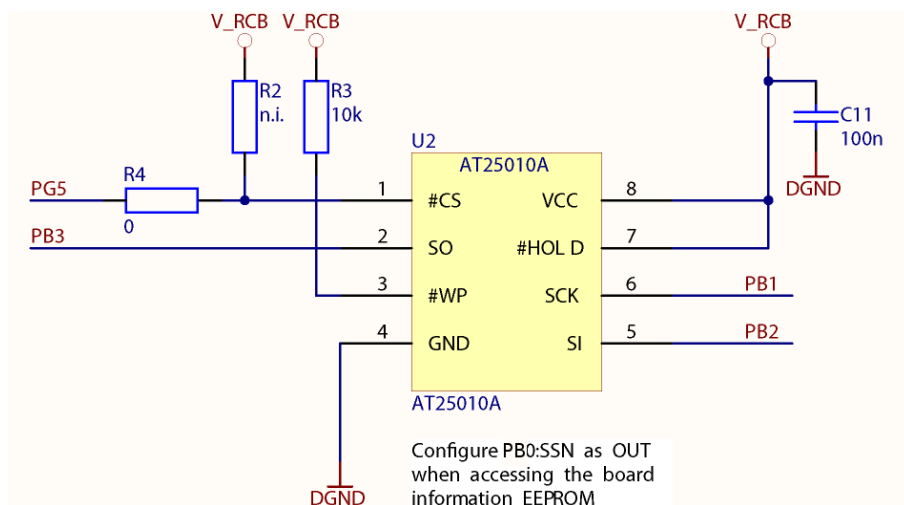 V_RCB
V_RCB
V_RCB
R2
n.i.
R3
10k
C11
100n
DGND
U2
AT25010A
R4
0
PG5
1
#CS
VCC
8
PB3
2
SO
#HOL D
7
3
#WP
SCK
6
PB1
4
GND
SI
5
PB2
AT25010A
Configure PB0:SSN as OUT
when accessing the board
information EEPROM
DGND